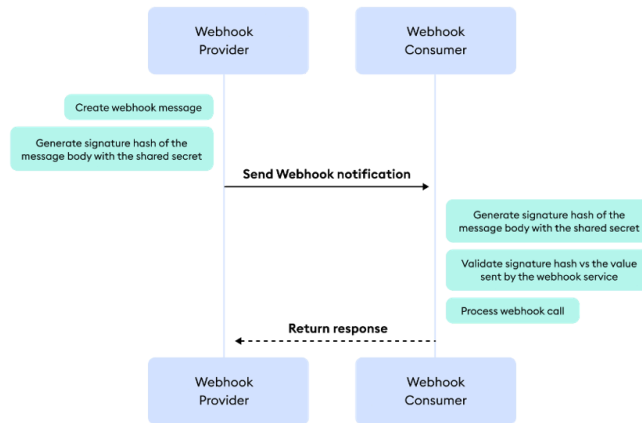 Webhook
Provider
Webhook
Consumer
Create webhook message
Generate signature hash of the
message body with the shared secret
Send Webhook notification
Generate signature hash of the
message body with the shared secret
Validate signature hash vs the value
sent by the webhook service
Process webhook call
Return response
Webhook
Provider
Webhook
Consumer